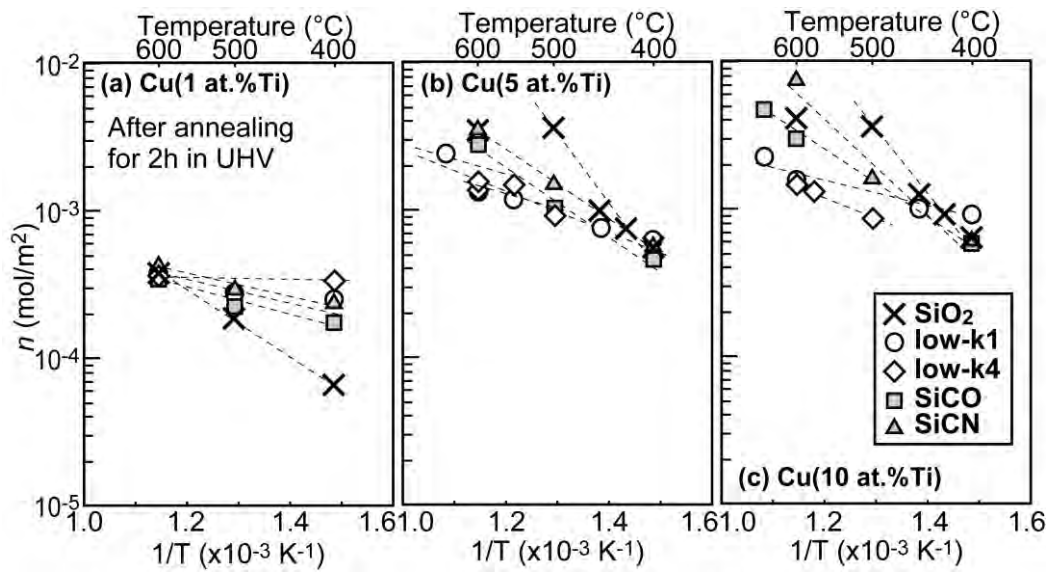 Temperature (°C) Temperature (°C) Temperature (°C)
600 500 400 600 500 400 600 500 400
10-2
(a) Cu(1 at.%Ti)
(b) Cu(5 at.%Ti)
After annealing
for 2h in UHV
10-3
n (mol/m2)
SiO2
low-k1
low-k4
SiCO
SiCN
10-4
(c) Cu(10 at.%Ti)
10-5
1.0 1.2 1.4 1.6 1.0 1.2 1.4 1.6 1.0 1.2 1.4 1.6
1/T (x10-3 K-1) 1/T (x10-3 K-1) 1/T (x10-3 K-1)